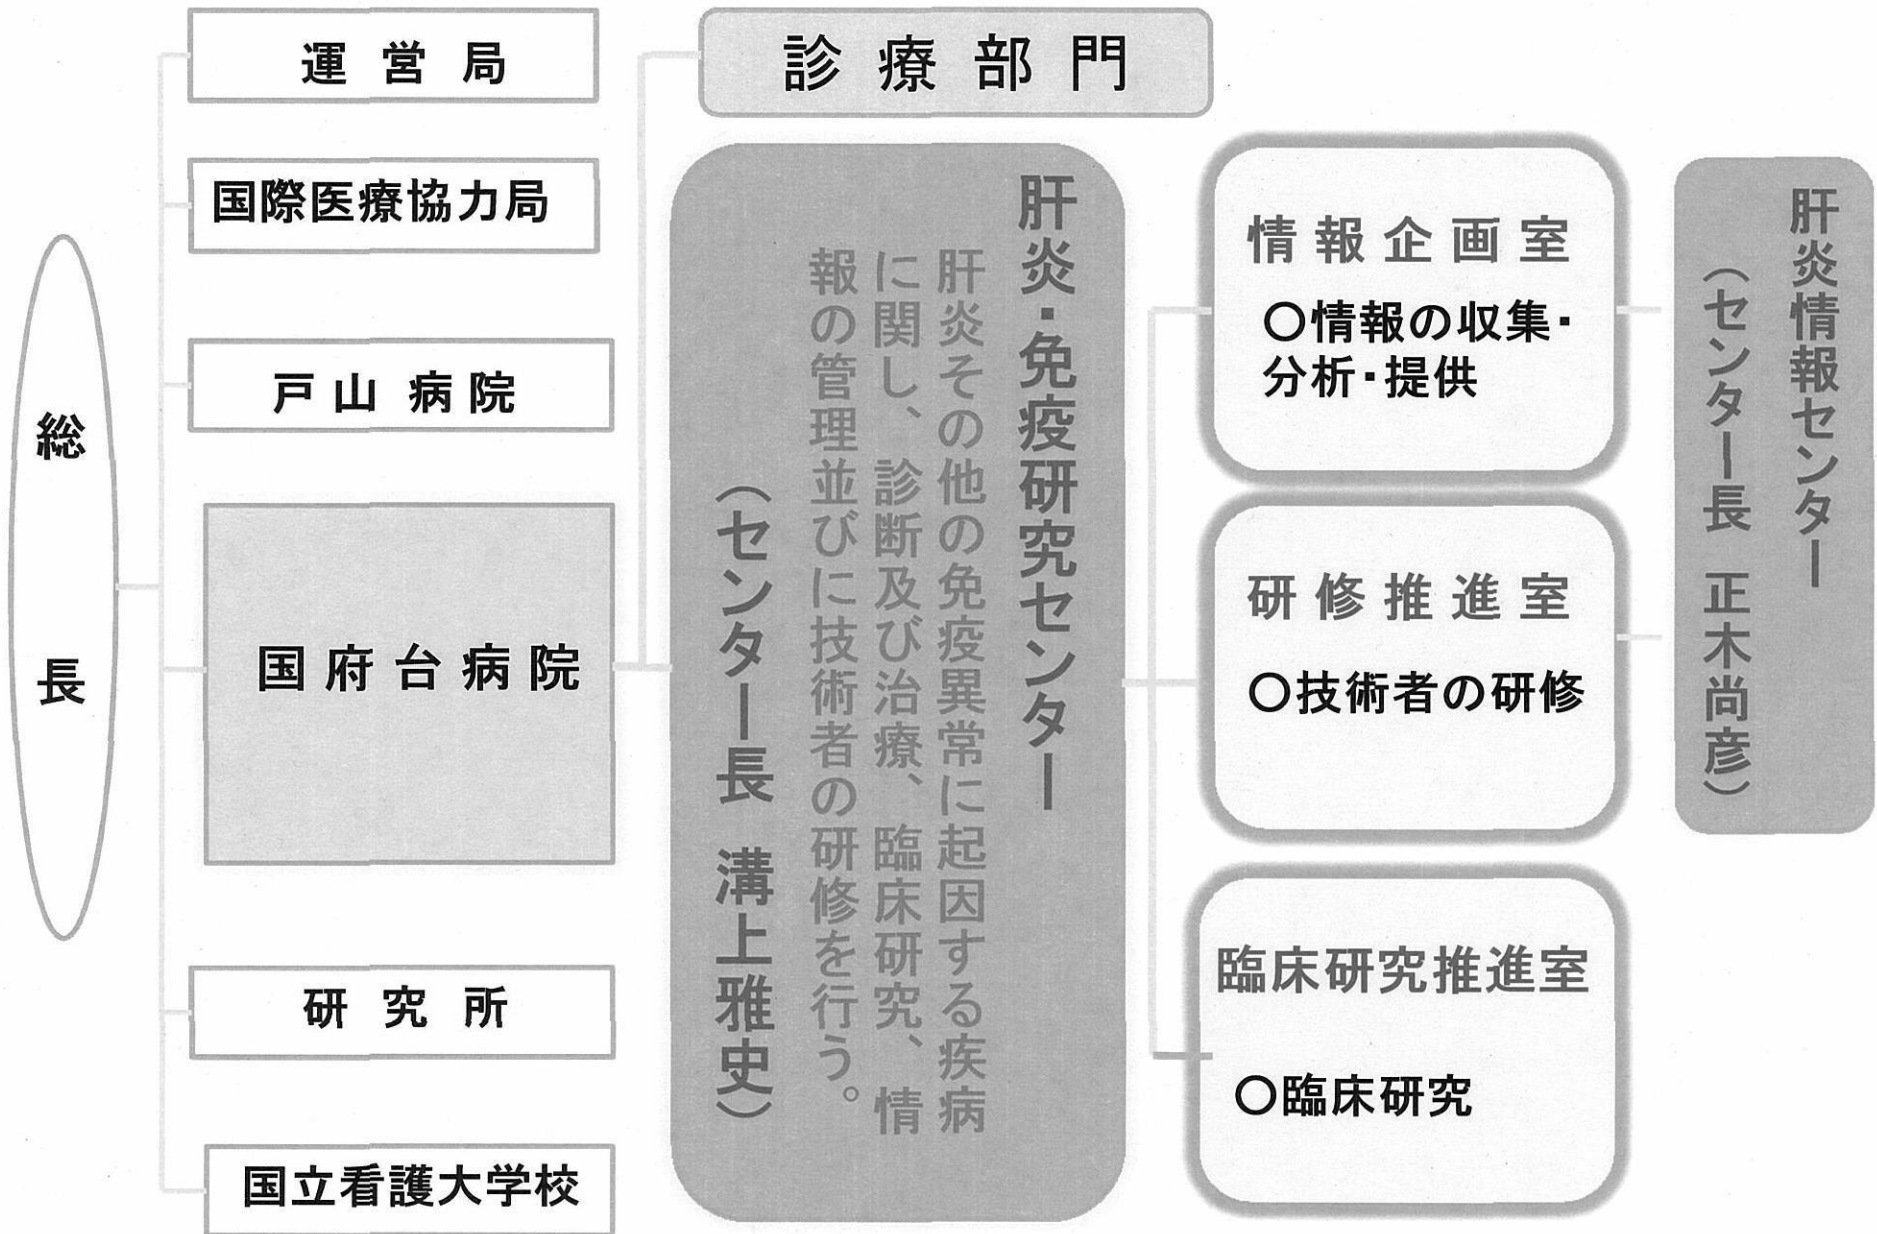 総長
運営局
国際医療協力局
戸山病院
国府台病院
研究所
国立看護大学校
診療部門
肝炎・免疫研究センター
肝炎その他の免疫異常に起因する疾病
に関し、診断及び治療、臨床研究、情
報の管理並びに技術者の研修を行う。
（センター長 溝上雅史）
情報企画室
○情報の収集・
分析・提供
研修推進室
○技術者の研修
臨床研究推進室
○臨床研究
肝炎情報センター
（センター長 正木尚彦）